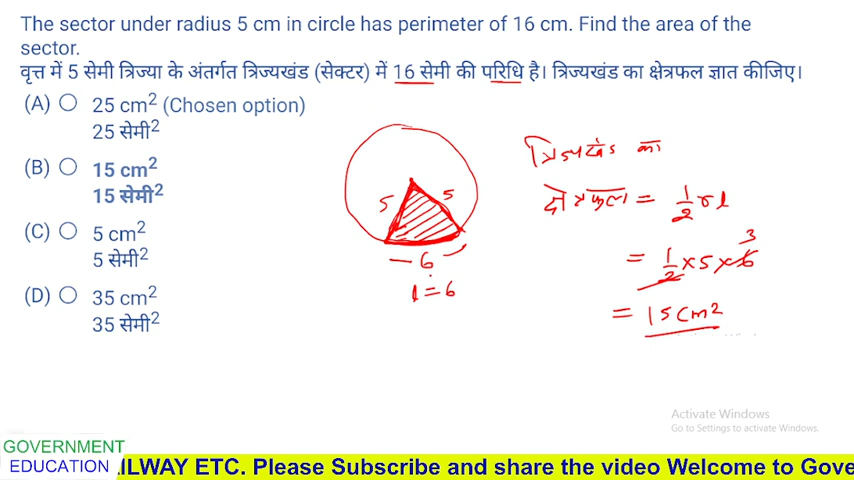 The sector under radius 5 cm in circle has perimeter of 16 cm. Find the area of the
sector.
वृत्त में 5 सेमी त्रिज्या के अंतर्गत त्रिज्यखंड (सेक्टर) में 16 सेमी की परिधि है। त्रिज्यखंड का क्षेत्रफल ज्ञात कीजिए।
(A) 25 cm² (Chosen option)
25 सेमी²
(B) 15 cm²
15 सेमी²
(C) 5 cm²
5 सेमी²
(D) 35 cm²
35 सेमी²
5 5
6
l = 6
त्रिज्यखंड का
क्षेत्रफल = 1/2 r l
3
= 1/2 × 5 × 6
= 15 cm²
Activate Windows
Go to Settings to activate Windows.
GOVERNMENT
EDUCATION
ILWAY ETC. Please Subscribe and share the video Welcome to Gove